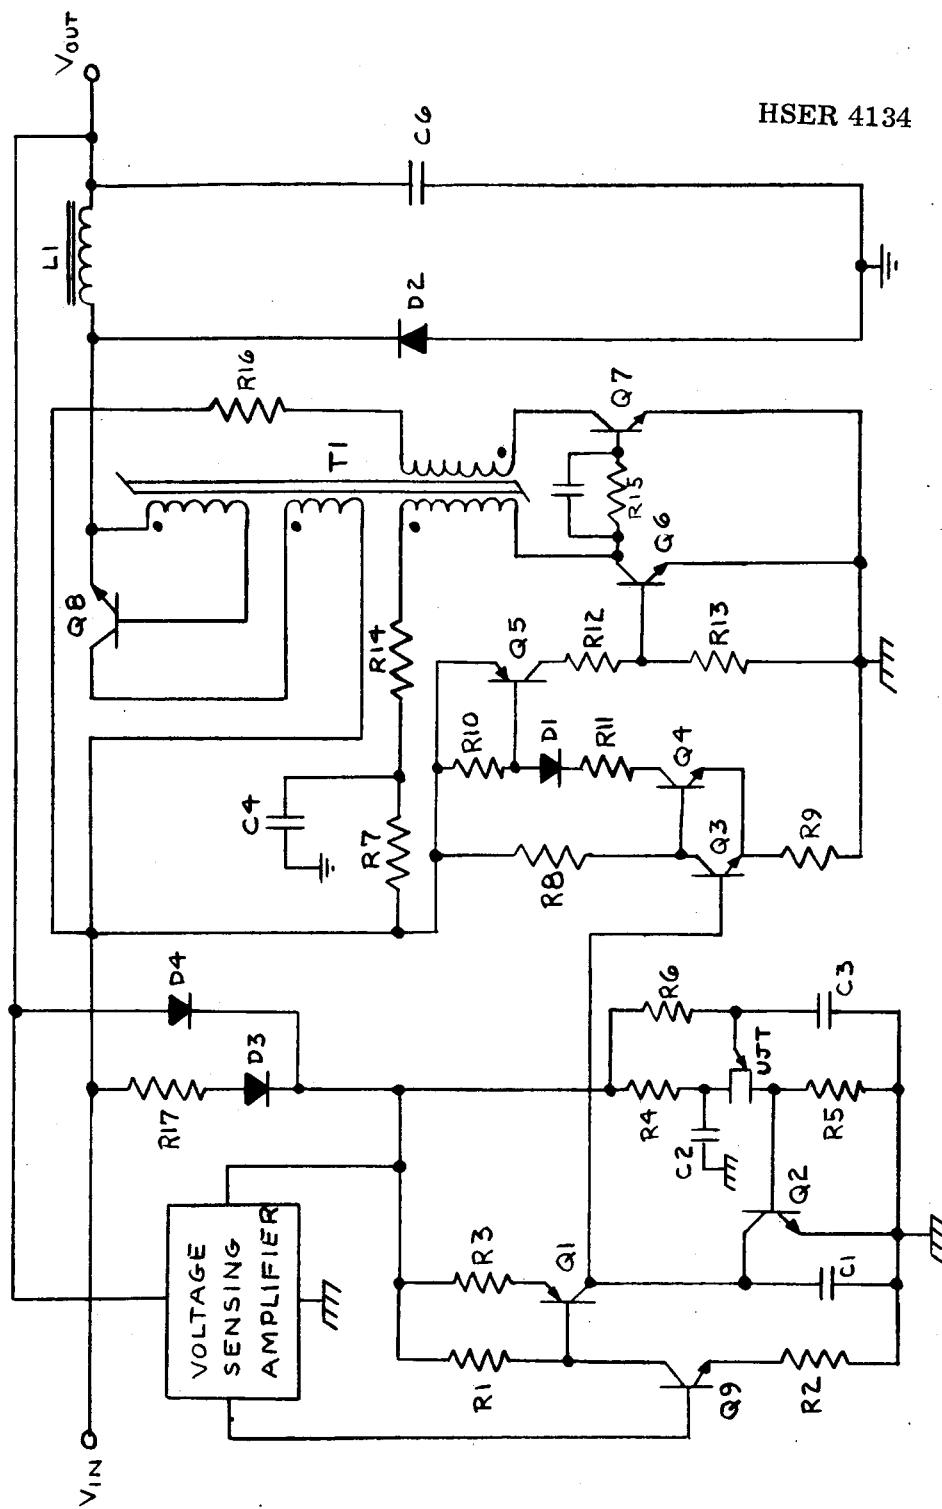 HSER 4134
VIN
VOUT
L1
C6
D2
R16
T1
Q8
Q7
R15
Q6
R14
Q5
R12
R13
C4
R7
R10
D1
R11
Q4
R8
Q3
R9
D4
D3
R17
R6
C3
UJT
R4
C2
R5
Q2
VOLTAGE
SENSING
AMPLIFIER
R3
Q1
C1
R1
Q9
R2